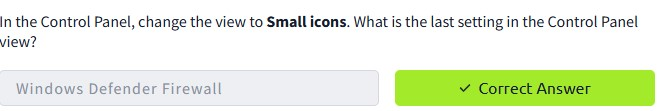 In the Control Panel, change the view to Small icons. What is the last setting in the Control Panel
view?
Windows Defender Firewall
✓ Correct Answer